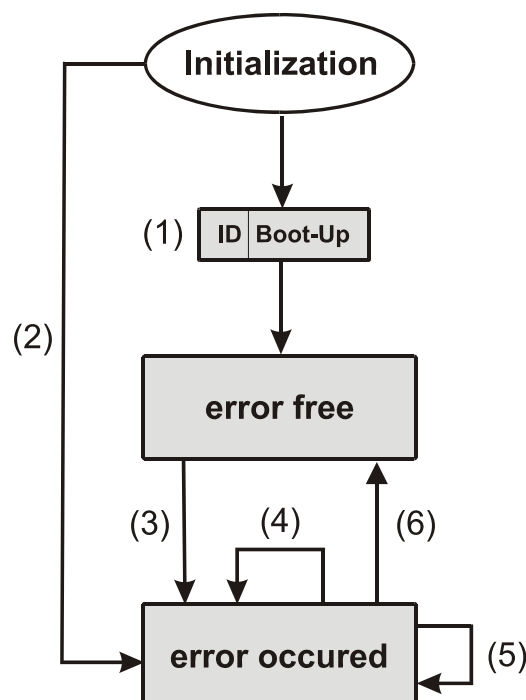 Initialization
(1) ID Boot-Up
(2)
error free
(3) (4) (6)
error occured (5)